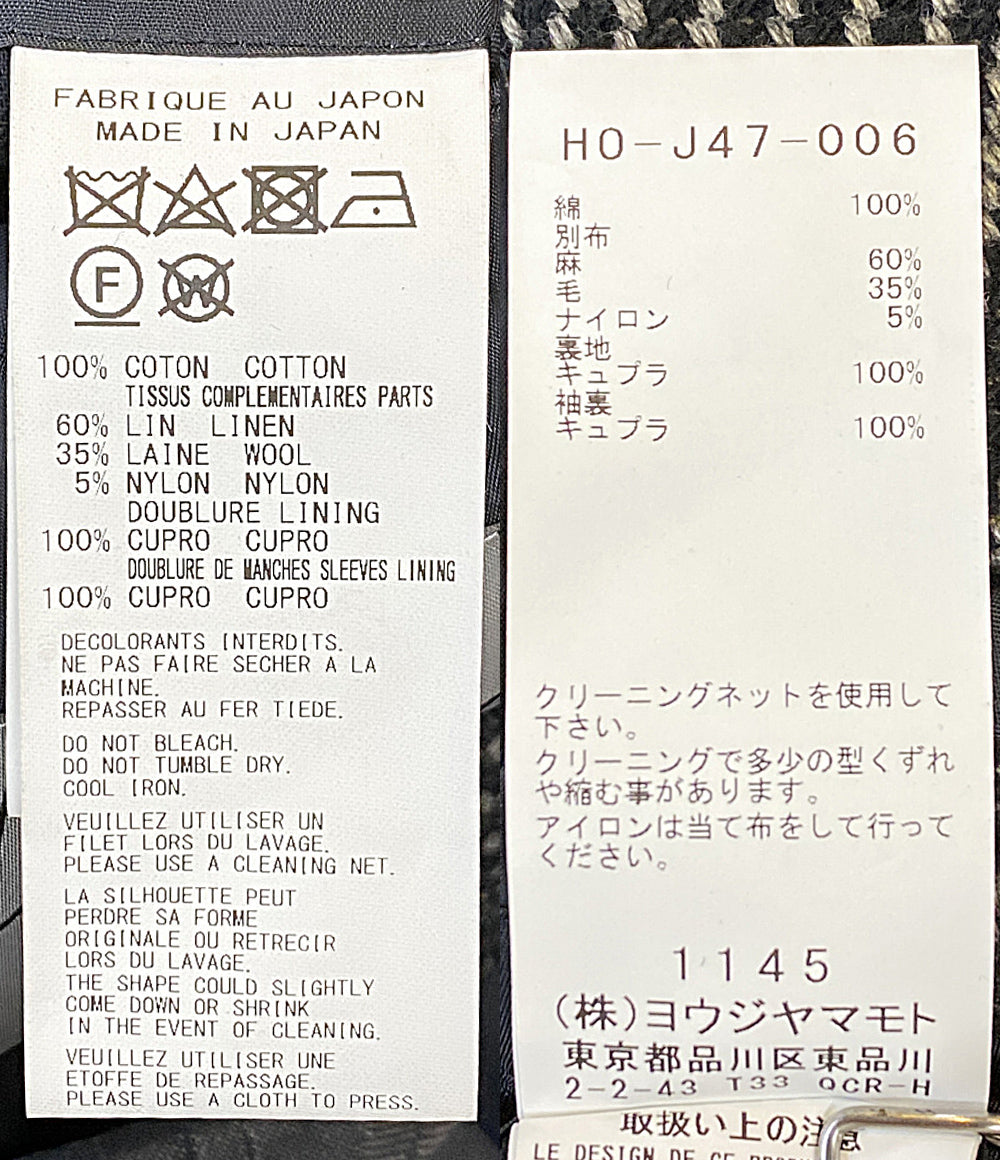 FABRIQUE AU JAPON
MADE IN JAPAN
F W
100% COTON COTTON
TISSUS COMPLEMENTAIRES PARTS
60% LIN LINEN
35% LAINE WOOL
5% NYLON NYLON
DOUBLURE LINING
100% CUPRO CUPRO
DOUBLURE DE MANCHES SLEEVES LINING
100% CUPRO CUPRO
DECOLORANTS INTERDITS.
NE PAS FAIRE SECHER A LA
MACHINE.
REPASSER AU FER TIEDE.
DO NOT BLEACH.
DO NOT TUMBLE DRY.
COOL IRON.
VEUILLEZ UTILISER UN
FILET LORS DU LAVAGE.
PLEASE USE A CLEANING NET.
LA SILHOUETTE PEUT
PERDRE SA FORME
ORIGINALE OU RETRECIR
LORS DU LAVAGE.
THE SHAPE COULD SLIGHTLY
COME DOWN OR SHRINK
IN THE EVENT OF CLEANING.
VEUILLEZ UTILISER UNE
ETOFFE DE REPASSAGE.
PLEASE USE A CLOTH TO PRESS.
HO-J47-006
綿 100%
別布
麻 60%
毛 35%
ナイロン 5%
裏地
キュプラ 100%
袖裏
キュプラ 100%
クリーニングネットを使用して
下さい。
クリーニングで多少の型くずれ
や縮む事があります。
アイロンは当て布をして行って
ください。
1145
(株)ヨウジヤマモト
東京都品川区東品川
2-2-43 T33 QCR-H
取扱い上の注意
LE DESIGN DE CE